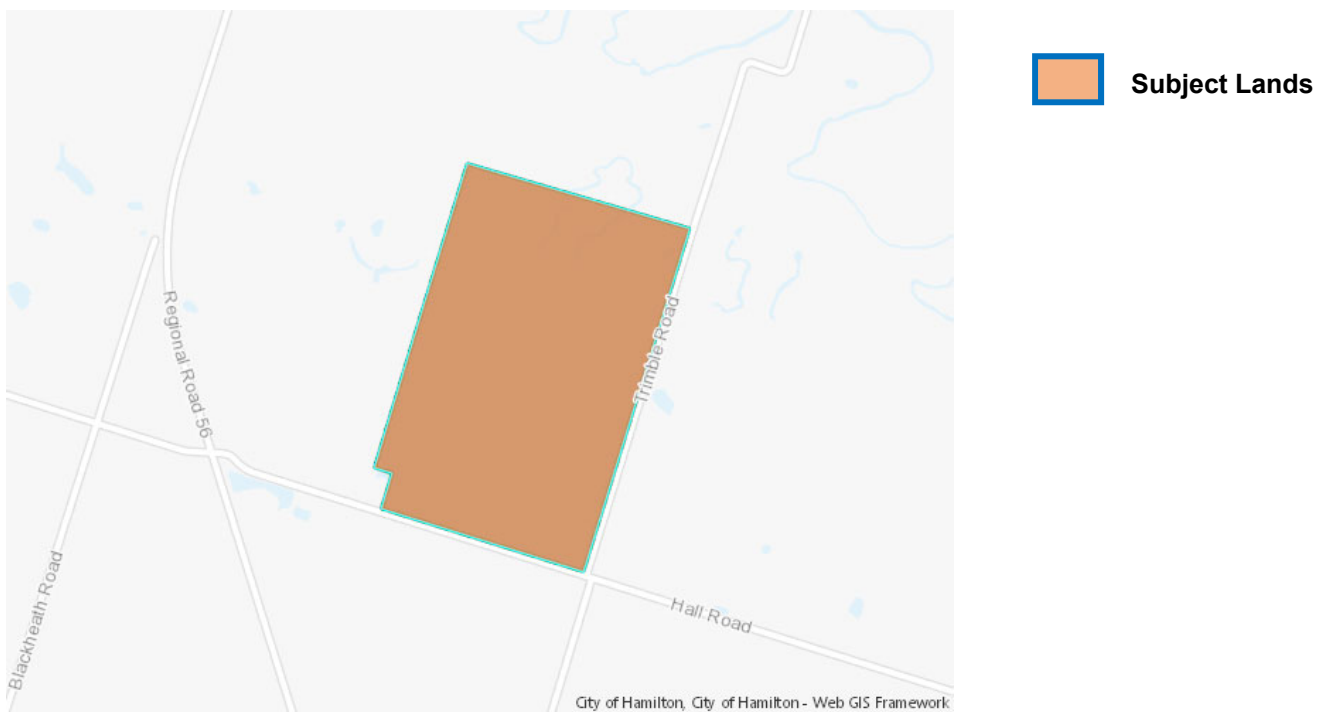 Subject Lands
Regional Road 56
Trimble Road
Blackheath Road
Hall Road
City of Hamilton, City of Hamilton - Web GIS Framework